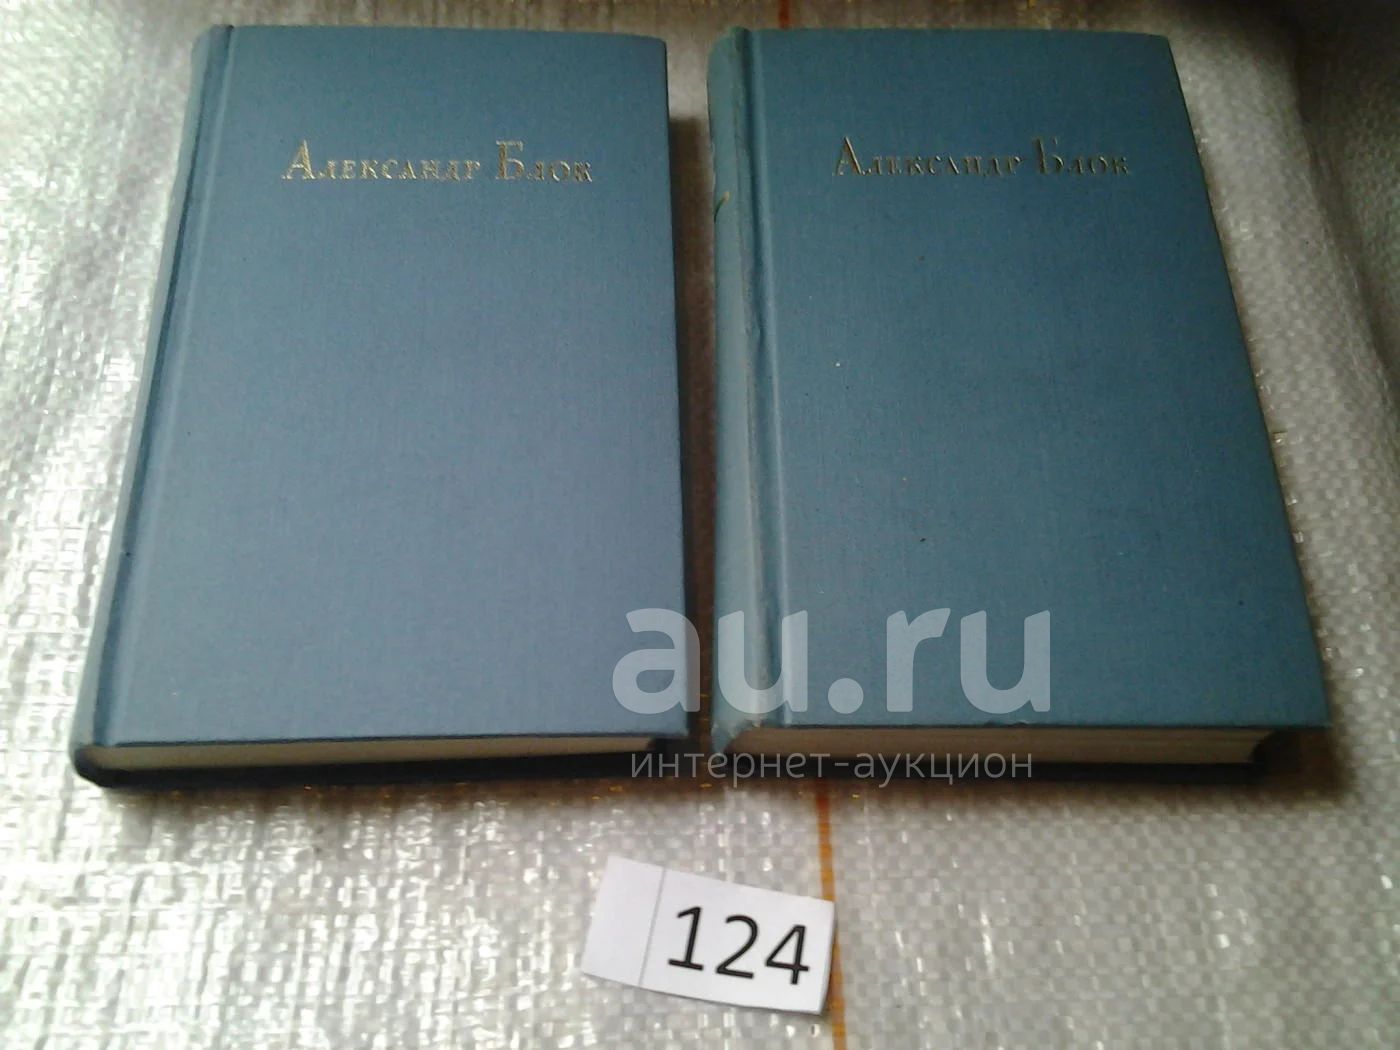 Александр Блок
Александр Блок
au.ru
интернет-аукцион
124